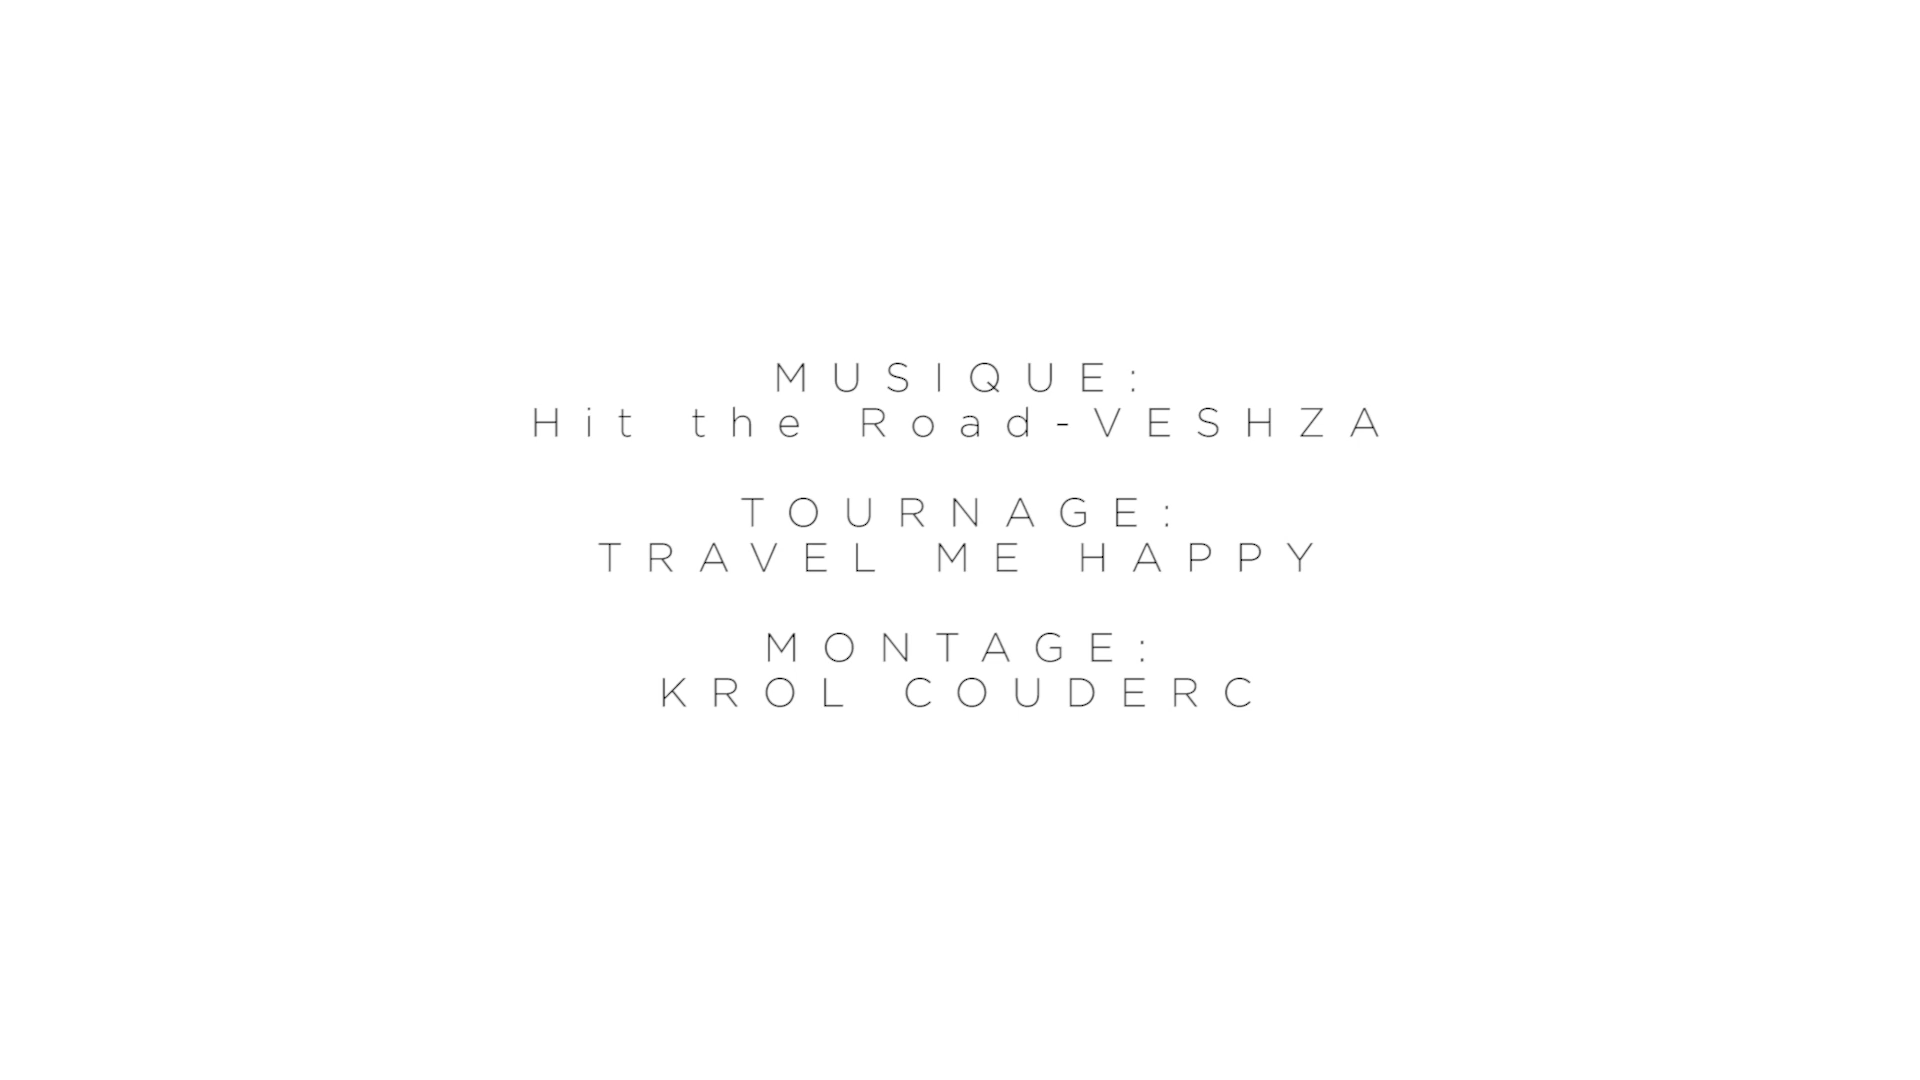 MUSIQUE:
Hit the Road-VESHZA
TOURNAGE:
TRAVEL ME HAPPY
MONTAGE:
KROL COUDERC